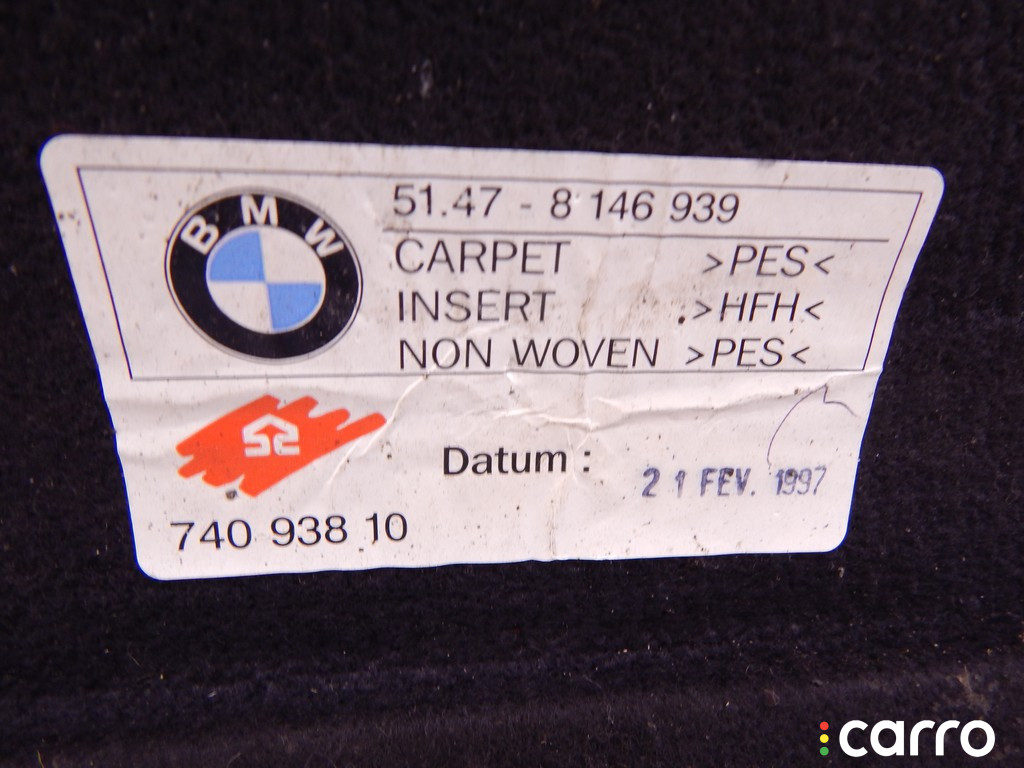 BMW
51.47 - 8 146 939
CARPET >PES<
INSERT >HFH<
NON WOVEN >PES<
Datum : 21 FEV. 1997
740 938 10
carro